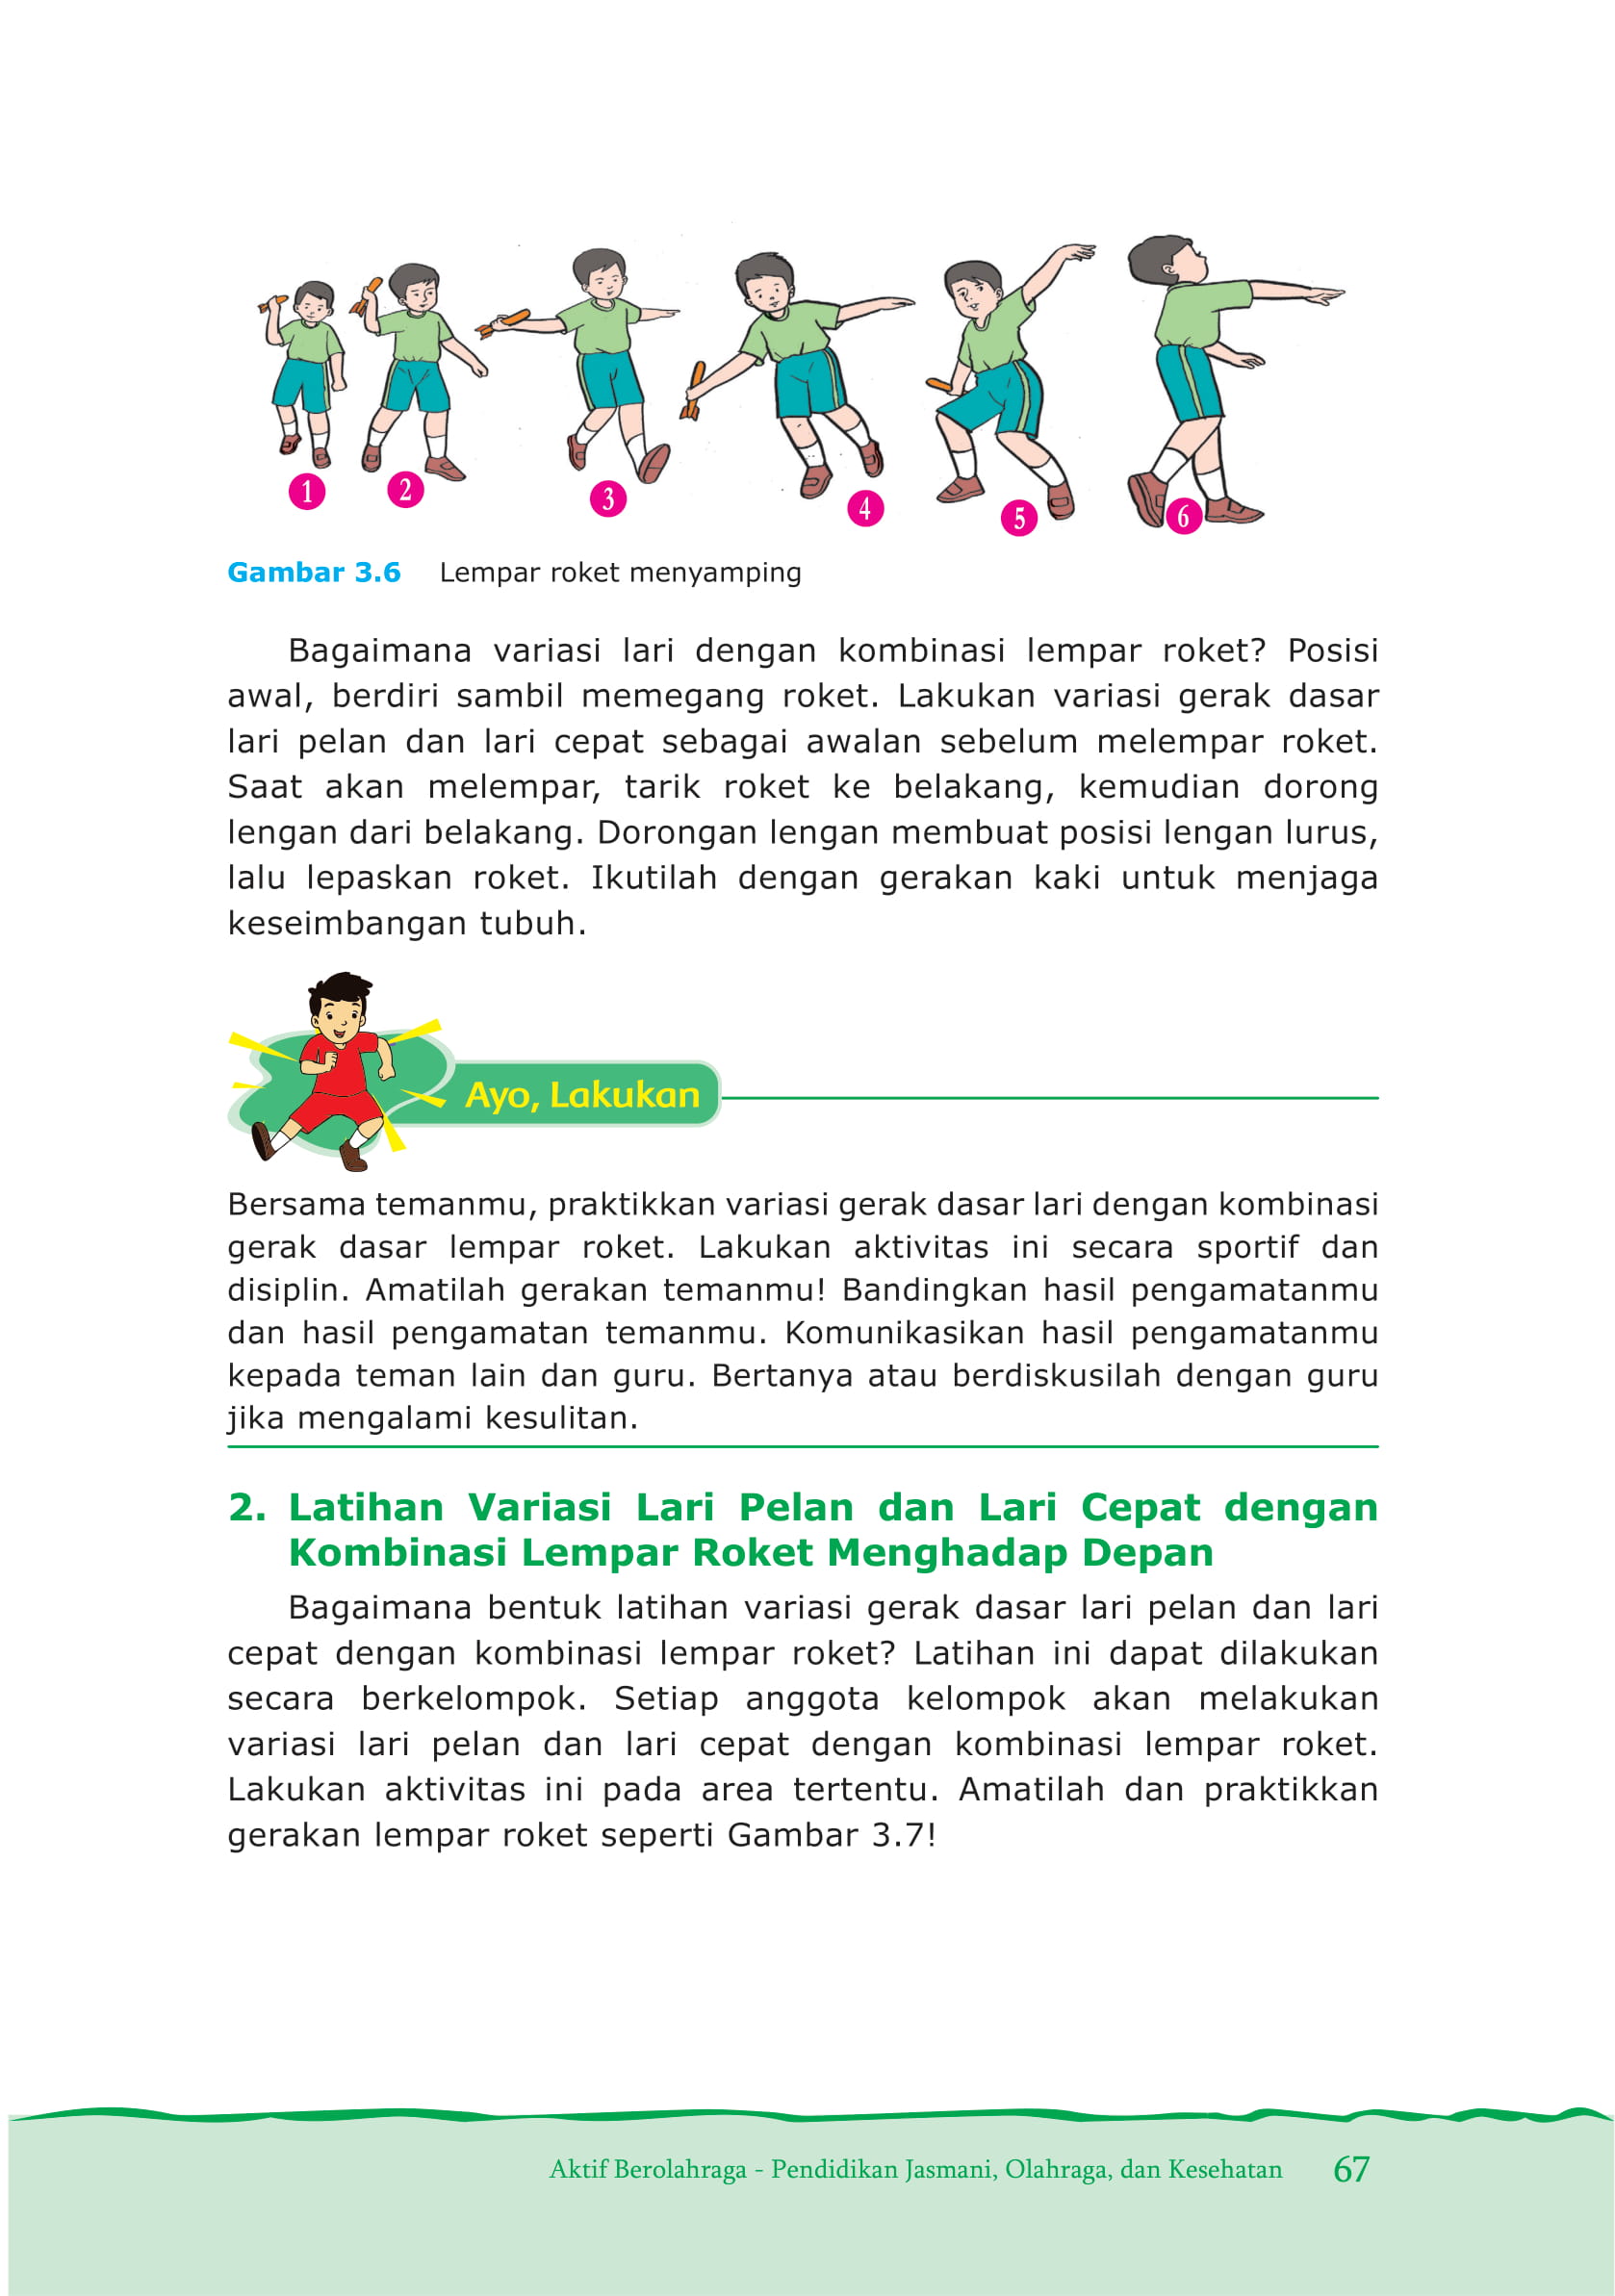 1
2
3
4
5
6
Gambar 3.6 Lempar roket menyamping
Bagaimana variasi lari dengan kombinasi lempar roket? Posisi
awal, berdiri sambil memegang roket. Lakukan variasi gerak dasar
lari pelan dan lari cepat sebagai awalan sebelum melempar roket.
Saat akan melempar, tarik roket ke belakang, kemudian dorong
lengan dari belakang. Dorongan lengan membuat posisi lengan lurus,
lalu lepaskan roket. Ikutilah dengan gerakan kaki untuk menjaga
keseimbangan tubuh.
Ayo, Lakukan
Bersama temanmu, praktikkan variasi gerak dasar lari dengan kombinasi
gerak dasar lempar roket. Lakukan aktivitas ini secara sportif dan
disiplin. Amatilah gerakan temanmu! Bandingkan hasil pengamatanmu
dan hasil pengamatan temanmu. Komunikasikan hasil pengamatanmu
kepada teman lain dan guru. Bertanya atau berdiskusilah dengan guru
jika mengalami kesulitan.
2. Latihan Variasi Lari Pelan dan Lari Cepat dengan
Kombinasi Lempar Roket Menghadap Depan
Bagaimana bentuk latihan variasi gerak dasar lari pelan dan lari
cepat dengan kombinasi lempar roket? Latihan ini dapat dilakukan
secara berkelompok. Setiap anggota kelompok akan melakukan
variasi lari pelan dan lari cepat dengan kombinasi lempar roket.
Lakukan aktivitas ini pada area tertentu. Amatilah dan praktikkan
gerakan lempar roket seperti Gambar 3.7!
Aktif Berolahraga - Pendidikan Jasmani, Olahraga, dan Kesehatan 67